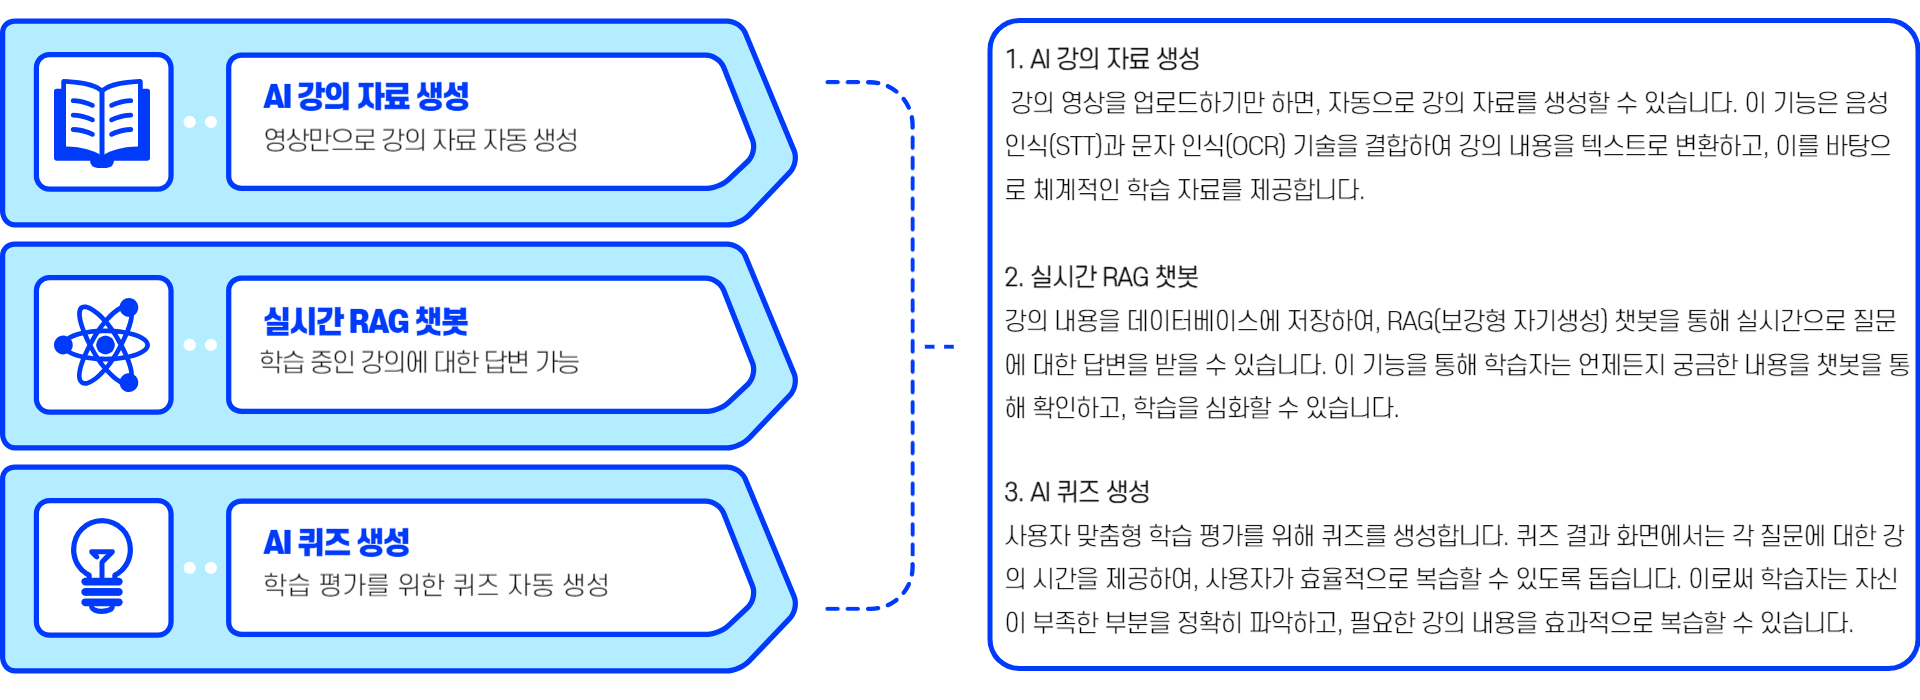 AI 강의 자료 생성
영상만으로 강의 자료 자동 생성
실시간 RAG 챗봇
학습 중인 강의에 대한 답변 가능
AI 퀴즈 생성
학습 평가를 위한 퀴즈 자동 생성
1. AI 강의 자료 생성
강의 영상을 업로드하기만 하면, 자동으로 강의 자료를 생성할 수 있습니다. 이 기능은 음성
인식(STT)과 문자 인식(OCR) 기술을 결합하여 강의 내용을 텍스트로 변환하고, 이를 바탕으
로 체계적인 학습 자료를 제공합니다.
2. 실시간 RAG 챗봇
강의 내용을 데이터베이스에 저장하여, RAG(보강형 자기생성) 챗봇을 통해 실시간으로 질문
에 대한 답변을 받을 수 있습니다. 이 기능을 통해 학습자는 언제든지 궁금한 내용을 챗봇을 통
해 확인하고, 학습을 심화할 수 있습니다.
3. AI 퀴즈 생성
사용자 맞춤형 학습 평가를 위해 퀴즈를 생성합니다. 퀴즈 결과 화면에서는 각 질문에 대한 강
의 시간을 제공하여, 사용자가 효율적으로 복습할 수 있도록 돕습니다. 이로써 학습자는 자신
이 부족한 부분을 정확히 파악하고, 필요한 강의 내용을 효과적으로 복습할 수 있습니다.